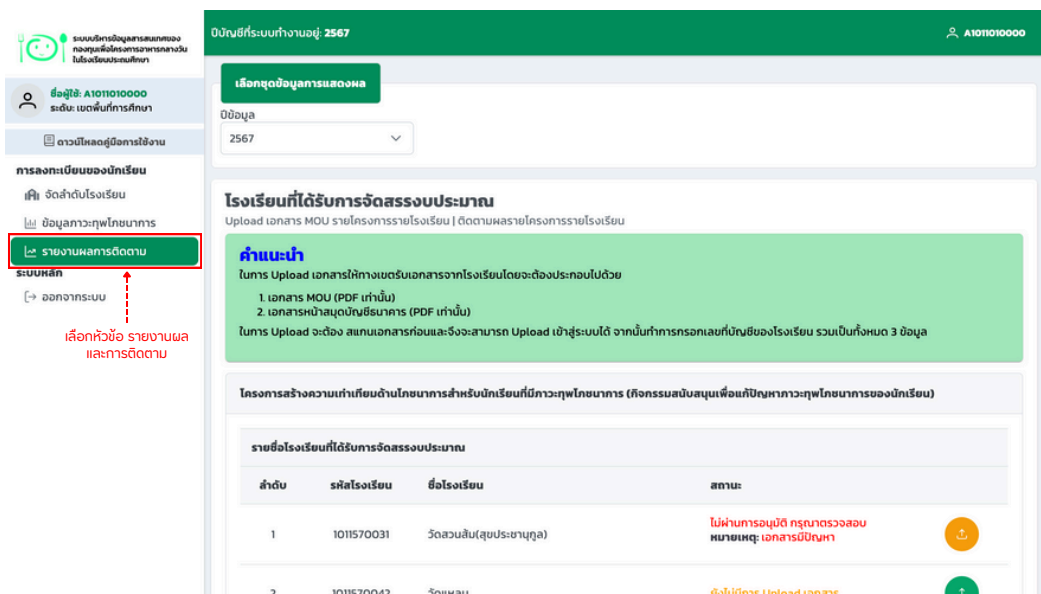 ระบบบริหารข้อมูลสารสนเทศของ
กองทุนเพื่อโครงการอาหารกลางวัน
ในโรงเรียนประถมศึกษา
ปีบัญชีที่ระบบทำงานอยู่: 2567
A1011010000
ชื่อผู้ใช้: A1011010000
ระดับ: เขตพื้นที่การศึกษา
ดาวน์โหลดคู่มือการใช้งาน
การลงทะเบียนของนักเรียน
จัดลำดับโรงเรียน
ข้อมูลภาวะทุพโภชนาการ
รายงานผลการติดตาม
ระบบหลัก
ออกจากระบบ
เลือกหัวข้อ รายงานผล
และการติดตาม
เลือกชุดข้อมูลการแสดงผล
ปีข้อมูล
2567
โรงเรียนที่ได้รับการจัดสรรงบประมาณ
Upload เอกสาร MOU รายโครงการรายโรงเรียน | ติดตามผลรายโครงการรายโรงเรียน
คำแนะนำ
ในการ Upload เอกสารให้ทางเขตรับเอกสารจากโรงเรียนโดยจะต้องประกอบไปด้วย
1. เอกสาร MOU (PDF เท่านั้น)
2. เอกสารหน้าสมุดบัญชีธนาคาร (PDF เท่านั้น)
ในการ Upload จะต้อง สแกนเอกสารก่อนและจึงจะสามารถ Upload เข้าสู่ระบบได้ จากนั้นทำการกรอกเลขที่บัญชีของโรงเรียน รวมเป็นทั้งหมด 3 ข้อมูล
โครงการสร้างความเท่าเทียมด้านโภชนาการสำหรับนักเรียนที่มีภาวะทุพโภชนาการ (กิจกรรมสนับสนุนเพื่อแก้ปัญหาภาวะทุพโภชนาการของนักเรียน)
รายชื่อโรงเรียนที่ได้รับการจัดสรรงบประมาณ
ลำดับ รหัสโรงเรียน ชื่อโรงเรียน สถานะ
1 1011570031 วัดสวนส้ม(สุขประชานุกูล) ไม่ผ่านการอนุมัติ กรุณาตรวจสอบ
หมายเหตุ: เอกสารมีปัญหา
2 1011570042 วัดแหลม ยังไม่มีการ Upload เอกสาร